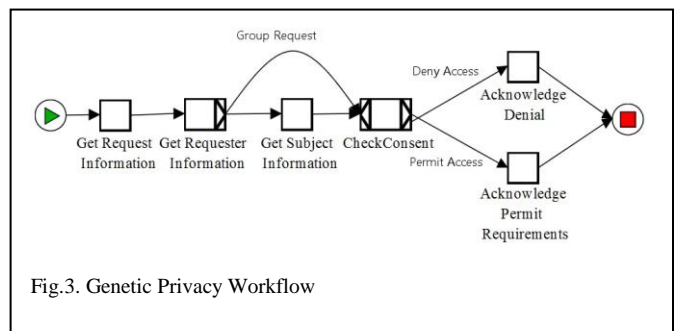 Group Request
Deny Access
Acknowledge
Denial
Get Request
Information
Get Requester
Information
Get Subject
Information
CheckConsent
Permit Access
Acknowledge
Permit
Requirements
Fig.3. Genetic Privacy Workflow